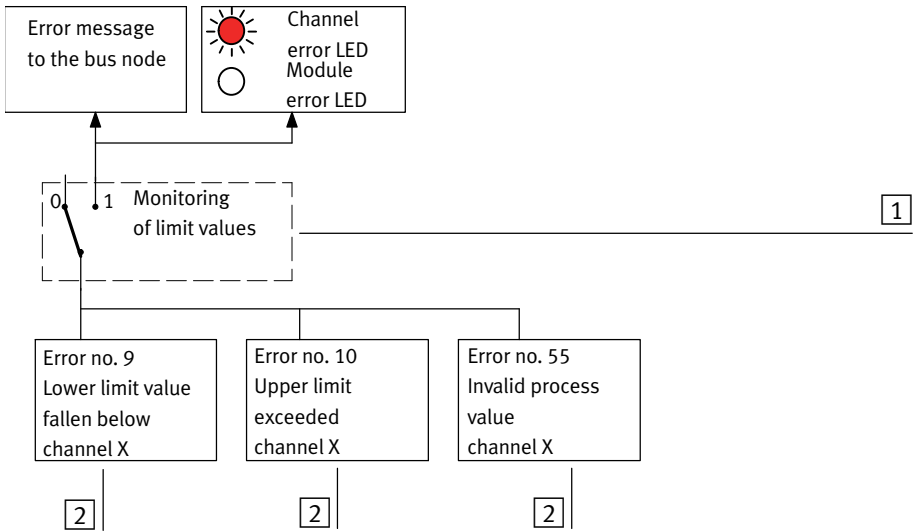 Error message
to the bus node
Channel
error LED
Module
error LED
0
1
Monitoring
of limit values
1
Error no. 9
Lower limit value
fallen below
channel X
Error no. 10
Upper limit
exceeded
channel X
Error no. 55
Invalid process
value
channel X
2
2
2